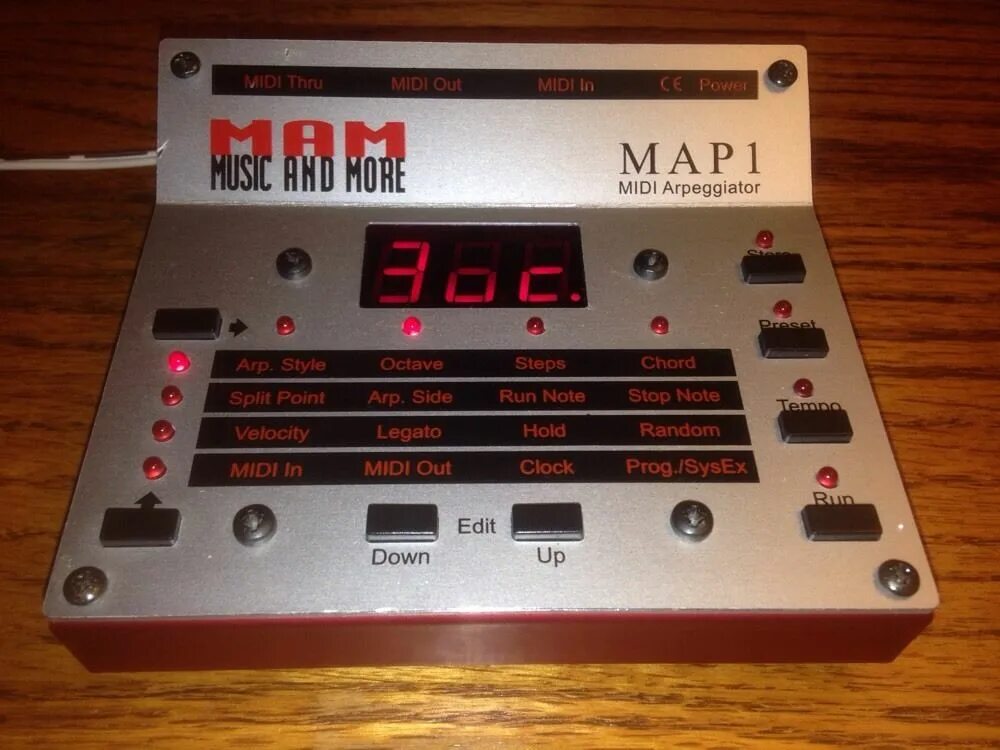 MIDI Thru MIDI Out MIDI In CE Power
MAM
MUSIC AND MORE
MAP1
MIDI Arpeggiator
3oc.
Store
Preset
Arp. Style Octave Steps Chord
Split Point Arp. Side Run Note Stop Note
Tempo
Velocity Legato Hold Random
MIDI In MIDI Out Clock Prog./SysEx
Run
Edit
Down Up